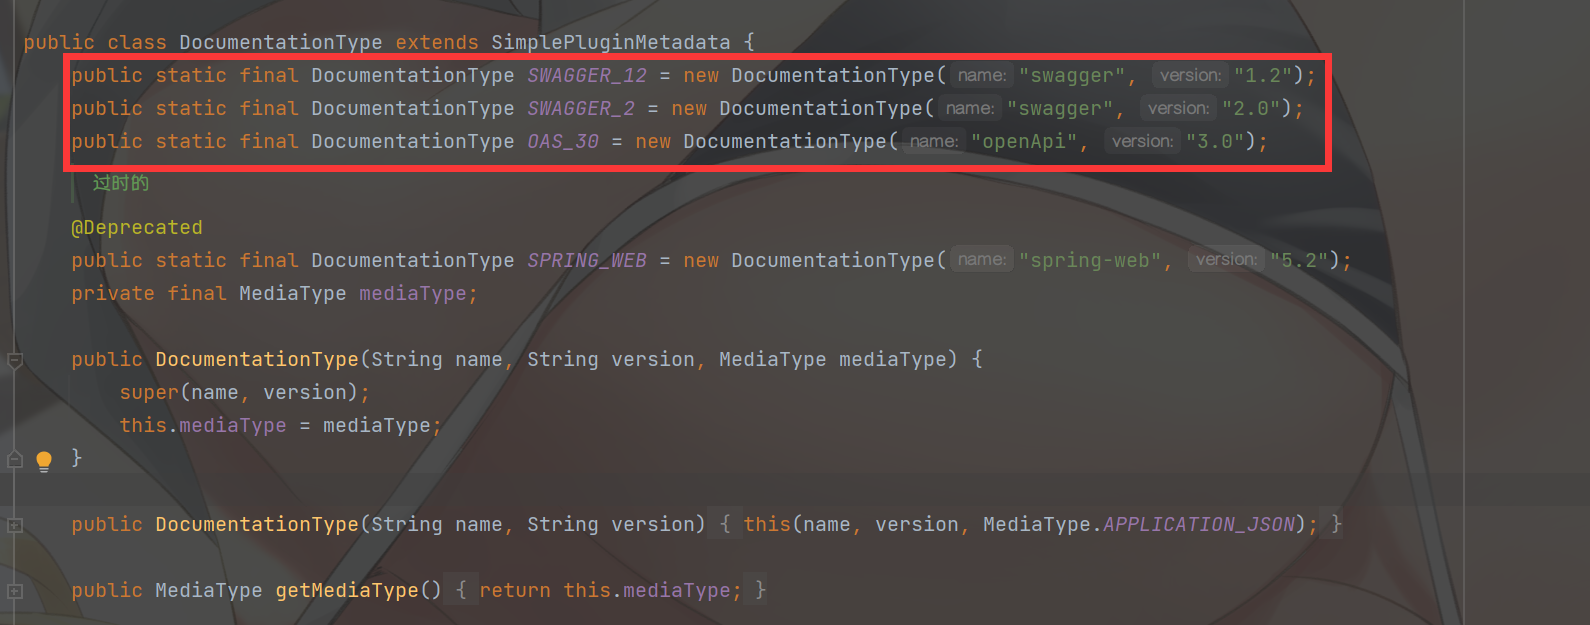 public class DocumentationType extends SimplePluginMetadata {
public static final DocumentationType SWAGGER_12 = new DocumentationType( name: "swagger", version: "1.2");
public static final DocumentationType SWAGGER_2 = new DocumentationType( name: "swagger", version: "2.0");
public static final DocumentationType OAS_30 = new DocumentationType( name: "openApi", version: "3.0");
过时的
@Deprecated
public static final DocumentationType SPRING_WEB = new DocumentationType( name: "spring-web", version: "5.2");
private final MediaType mediaType;
public DocumentationType(String name, String version, MediaType mediaType) {
super(name, version);
this.mediaType = mediaType;
}
public DocumentationType(String name, String version) { this(name, version, MediaType.APPLICATION_JSON); }
public MediaType getMediaType() { return this.mediaType; }